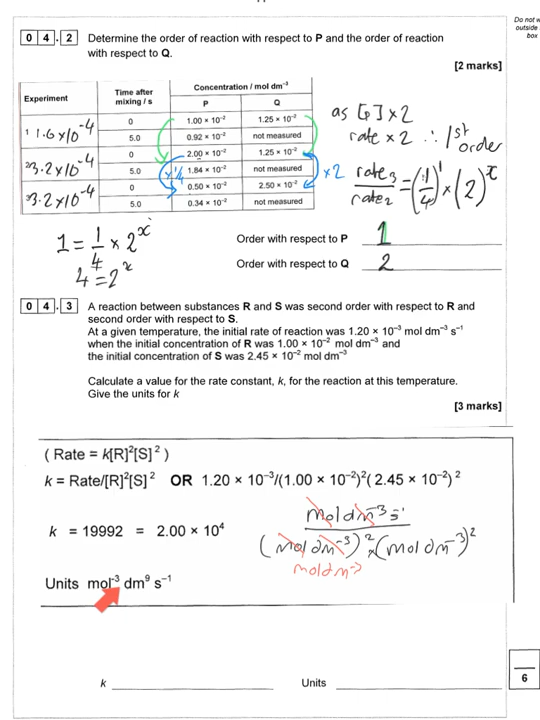 Do not w
outside
box
0 4 . 2 Determine the order of reaction with respect to P and the order of reaction
with respect to Q.
[2 marks]
Experiment Time after mixing / s Concentration / mol dm⁻³
P Q
1 1.6×10⁻⁴ 0 1.00 × 10⁻² 1.25 × 10⁻²
5.0 0.92 × 10⁻² not measured
2 3.2×10⁻⁴ 0 2.00 × 10⁻² 1.25 × 10⁻²
5.0 1.84 × 10⁻² not measured
3 3.2×10⁻⁴ 0 0.50 × 10⁻² 2.50 × 10⁻²
5.0 0.34 × 10⁻² not measured
×¼
×2
as [P] ×2
rate ×2 ∴ 1st order
rate₃/rate₂ = (1/4)¹ × (2)ˣ
1 = 1/4 × 2ˣ
4 = 2ˣ
Order with respect to P 1
Order with respect to Q 2
0 4 . 3 A reaction between substances R and S was second order with respect to R and
second order with respect to S.
At a given temperature, the initial rate of reaction was 1.20 × 10⁻³ mol dm⁻³ s⁻¹
when the initial concentration of R was 1.00 × 10⁻² mol dm⁻³ and
the initial concentration of S was 2.45 × 10⁻² mol dm⁻³
Calculate a value for the rate constant, k, for the reaction at this temperature.
Give the units for k
[3 marks]
( Rate = k[R]²[S]² )
k = Rate/[R]²[S]² OR 1.20 × 10⁻³/(1.00 × 10⁻²)²( 2.45 × 10⁻²)²
k = 19992 = 2.00 × 10⁴
mol dm⁻³ s⁻¹
(mol dm⁻³)² × (mol dm⁻³)²
mol dm⁻³
Units mol⁻³ dm⁹ s⁻¹
k Units
6